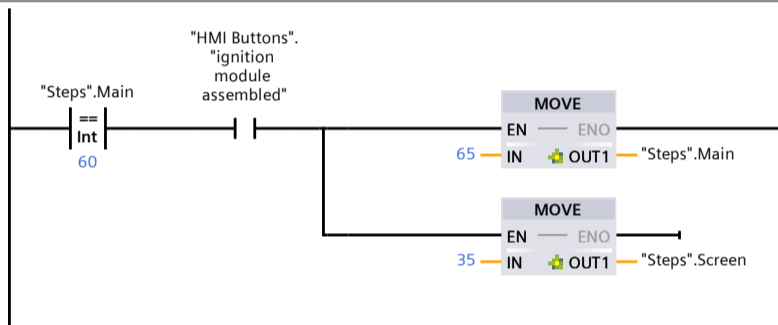 "HMI Buttons".
"ignition
module
assembled"
"Steps".Main
==
Int
60
MOVE
EN ENO
65 IN OUT1 "Steps".Main
MOVE
EN ENO
35 IN OUT1 "Steps".Screen